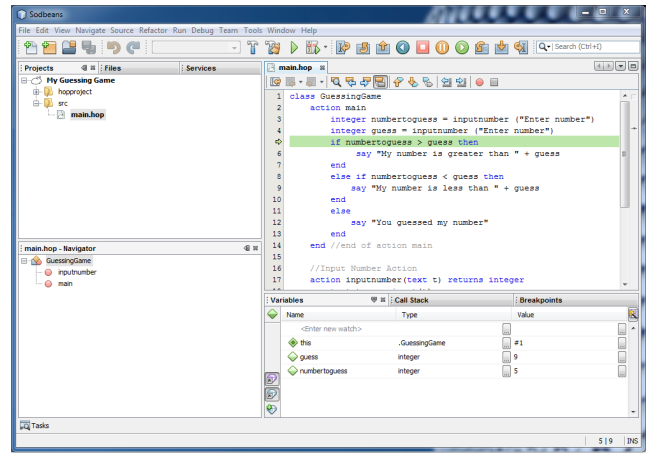 Sodbeans
File Edit View Navigate Source Refactor Run Debug Team Tools Window Help
Search (Ctrl+I)
Projects Files Services
My Guessing Game
hopproject
src
main.hop
main.hop - Navigator
GuessingGame
inputnumber
main
main.hop
1 class GuessingGame
2 action main
3 integer numbertoguess = inputnumber ("Enter number")
4 integer guess = inputnumber ("Enter number")
if numbertoguess > guess then
6 say "My number is greater than " + guess
7 end
8 else if numbertoguess < guess then
9 say "My number is less than " + guess
10 end
11 else
12 say "You guessed my number"
13 end
14 end //end of action main
15
16 //Input Number Action
17 action inputnumber(text t) returns integer
Variables Call Stack Breakpoints
Name Type Value
<Enter new watch>
this .GuessingGame #1
guess integer 9
numbertoguess integer 5
Tasks
5 | 9 INS